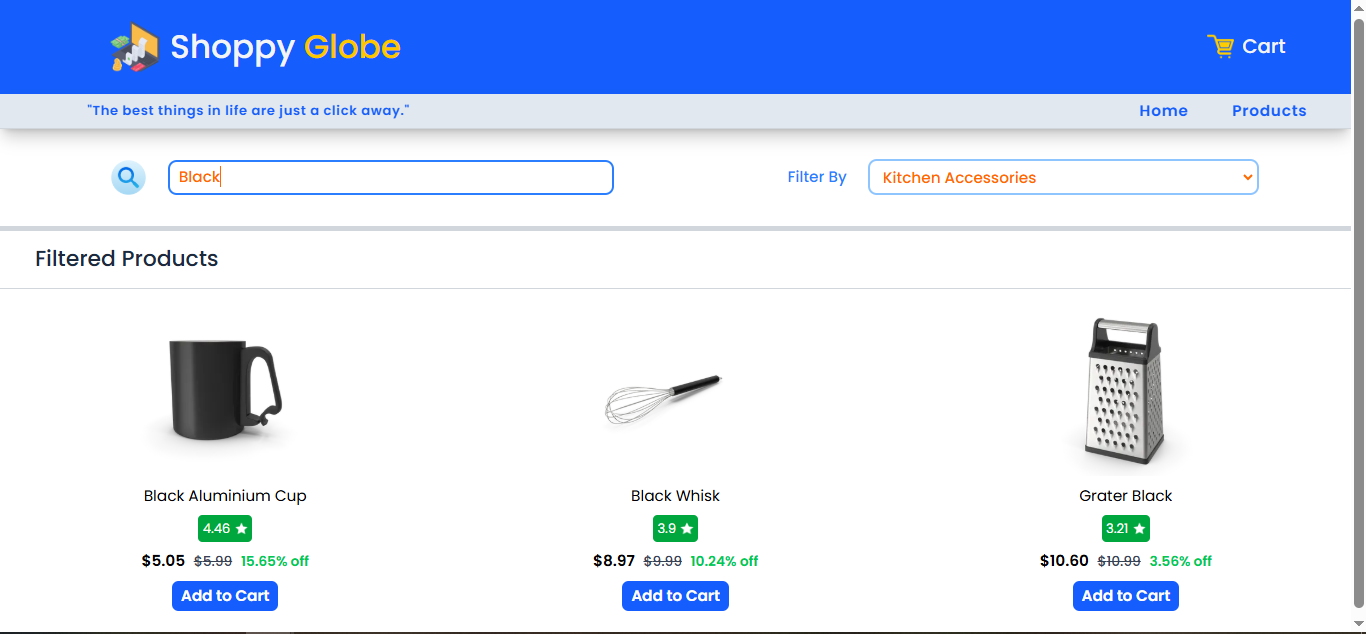 Shoppy Globe
Cart
"The best things in life are just a click away."
Home
Products
Black
Filter By
Kitchen Accessories
Filtered Products
Black Aluminium Cup
4.46 ★
$5.05 $5.99 15.65% off
Add to Cart
Black Whisk
3.9 ★
$8.97 $9.99 10.24% off
Add to Cart
Grater Black
3.21 ★
$10.60 $10.99 3.56% off
Add to Cart